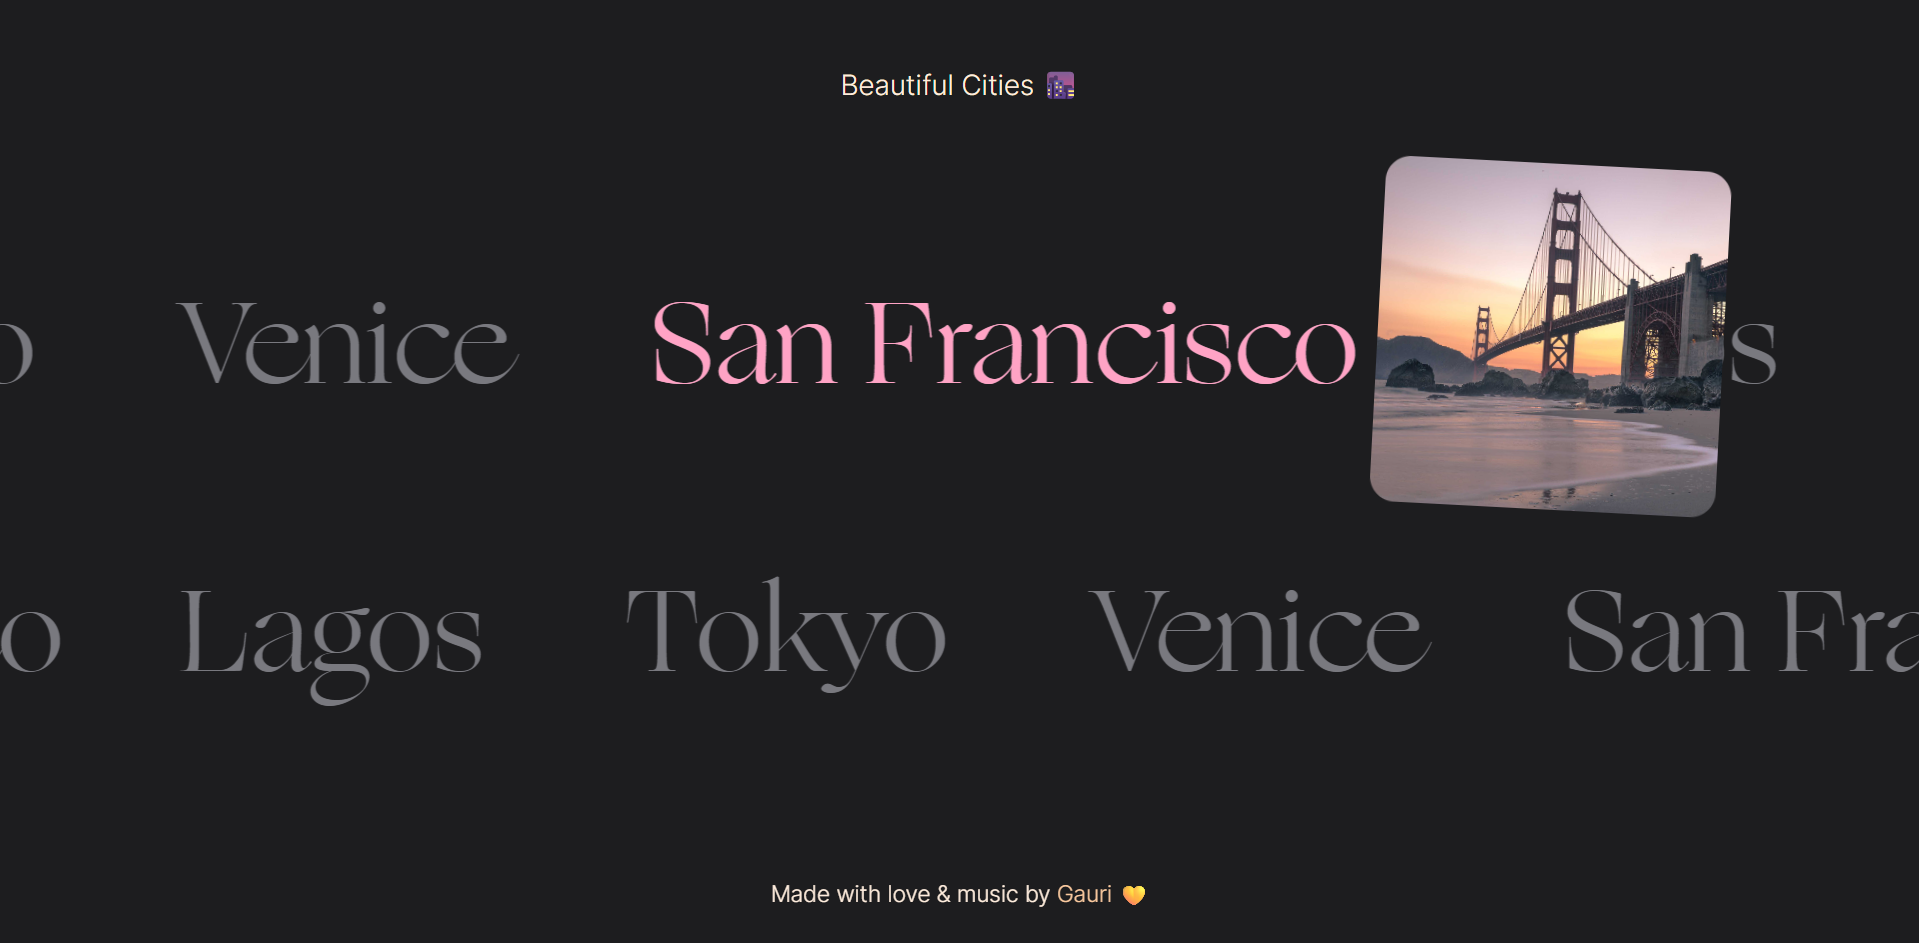 Beautiful Cities
Venice San Francisco s
o Lagos Tokyo Venice San Fra
Made with love & music by Gauri